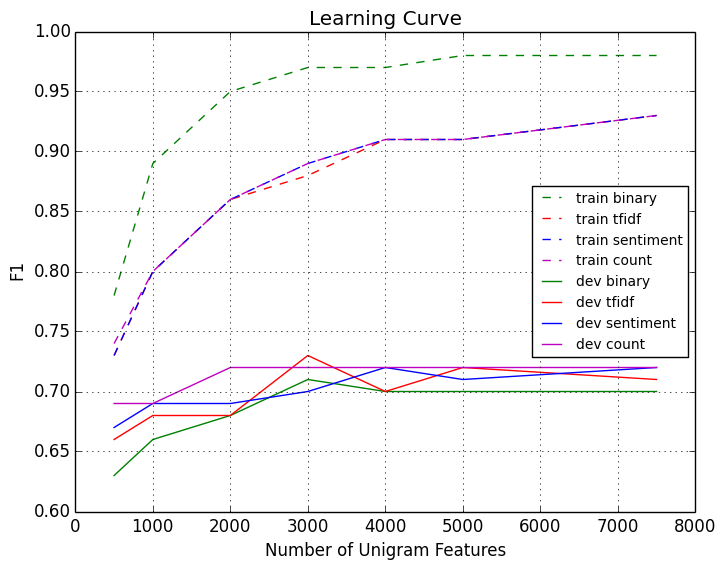 Learning Curve
1.00
0.95
0.90
0.85
0.80
0.75
0.70
0.65
0.60
F1
train binary
train tfidf
train sentiment
train count
dev binary
dev tfidf
dev sentiment
dev count
0 1000 2000 3000 4000 5000 6000 7000 8000
Number of Unigram Features